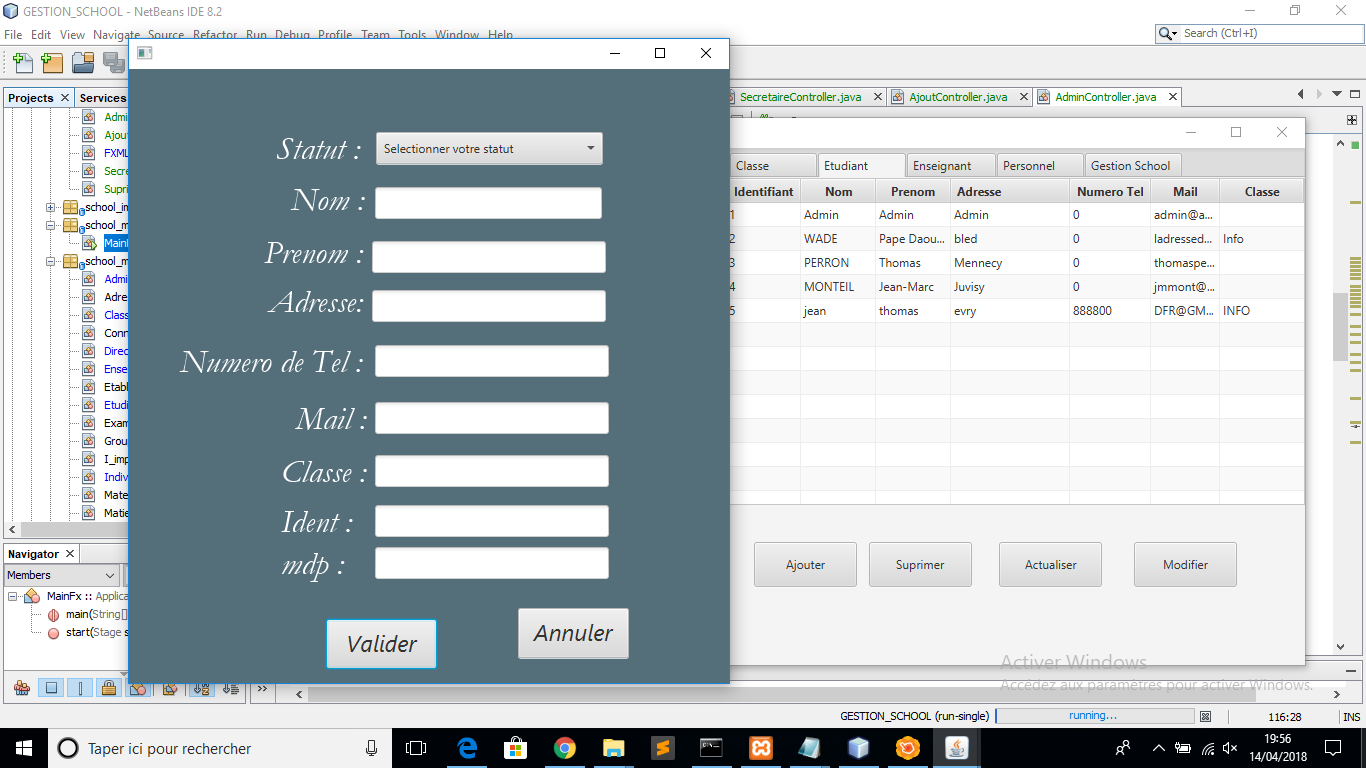 GESTION_SCHOOL - NetBeans IDE 8.2
File Edit View Navigate Source Refactor Run Debug Profile Team Tools Window Help
Search (Ctrl+I)
Projects Services
SecretaireController.java AjoutController.java AdminController.java
Admi
Ajout
FXML
Secre
Supri
school_in
school_m
MainF
school_m
Admi
Adre
Class
Conn
Direc
Ense
Etabl
Etudi
Exam
Grou
I_imp
Indiv
Mate
Matie
Navigator
Members
MainFx :: Applica
main(String[]
start(Stage s
Statut :
Selectionner votre statut
Nom :
Prenom :
Adresse:
Numero de Tel :
Mail :
Classe :
Ident :
mdp :
Valider Annuler
Classe Etudiant Enseignant Personnel Gestion School
Identifiant Nom Prenom Adresse Numero Tel Mail Classe
1 Admin Admin Admin 0 admin@a...
2 WADE Pape Daou... bled 0 ladressed... Info
3 PERRON Thomas Mennecy 0 thomaspe...
4 MONTEIL Jean-Marc Juvisy 0 jmmont@...
5 jean thomas evry 888800 DFR@GM... INFO
Ajouter Suprimer Actualiser Modifier
Activer Windows
Accédez aux paramètres pour activer Windows.
GESTION_SCHOOL (run-single) running... 116:28 INS
Taper ici pour rechercher
19:56
14/04/2018